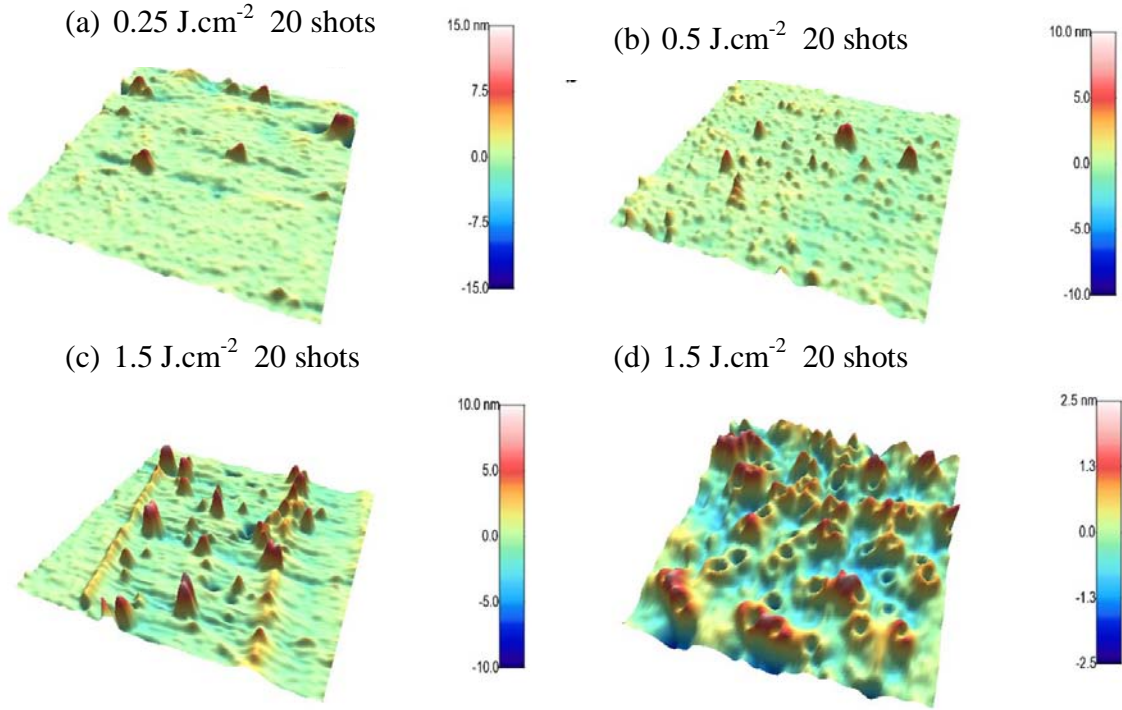 (a) 0.25 J.cm⁻² 20 shots
15.0 nm
7.5
0.0
-7.5
-15.0
(b) 0.5 J.cm⁻² 20 shots
10.0 nm
5.0
0.0
-5.0
-10.0
(c) 1.5 J.cm⁻² 20 shots
10.0 nm
5.0
0.0
-5.0
-10.0
(d) 1.5 J.cm⁻² 20 shots
2.5 nm
1.3
0.0
-1.3
-2.5